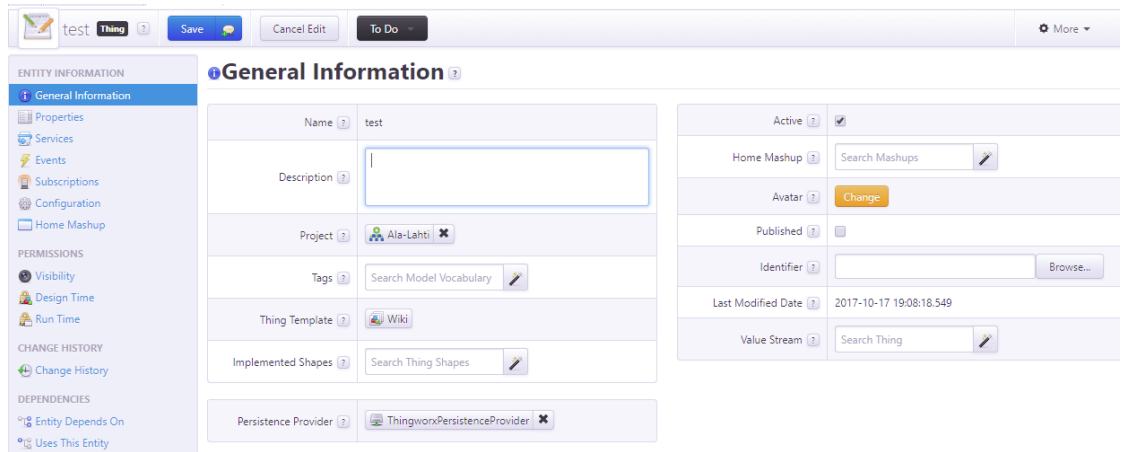 test Thing ? Save Cancel Edit To Do More
ENTITY INFORMATION
General Information
Properties
Services
Events
Subscriptions
Configuration
Home Mashup
PERMISSIONS
Visibility
Design Time
Run Time
CHANGE HISTORY
Change History
DEPENDENCIES
Entity Depends On
Uses This Entity
General Information ?
Name ? test
Description ?
Project ? Ala-Lahti
Tags ? Search Model Vocabulary
Thing Template ? Wiki
Implemented Shapes ? Search Thing Shapes
Persistence Provider ? ThingworxPersistenceProvider
Active ?
Home Mashup ? Search Mashups
Avatar ? Change
Published ?
Identifier ? Browse...
Last Modified Date ? 2017-10-17 19:08:18.549
Value Stream ? Search Thing